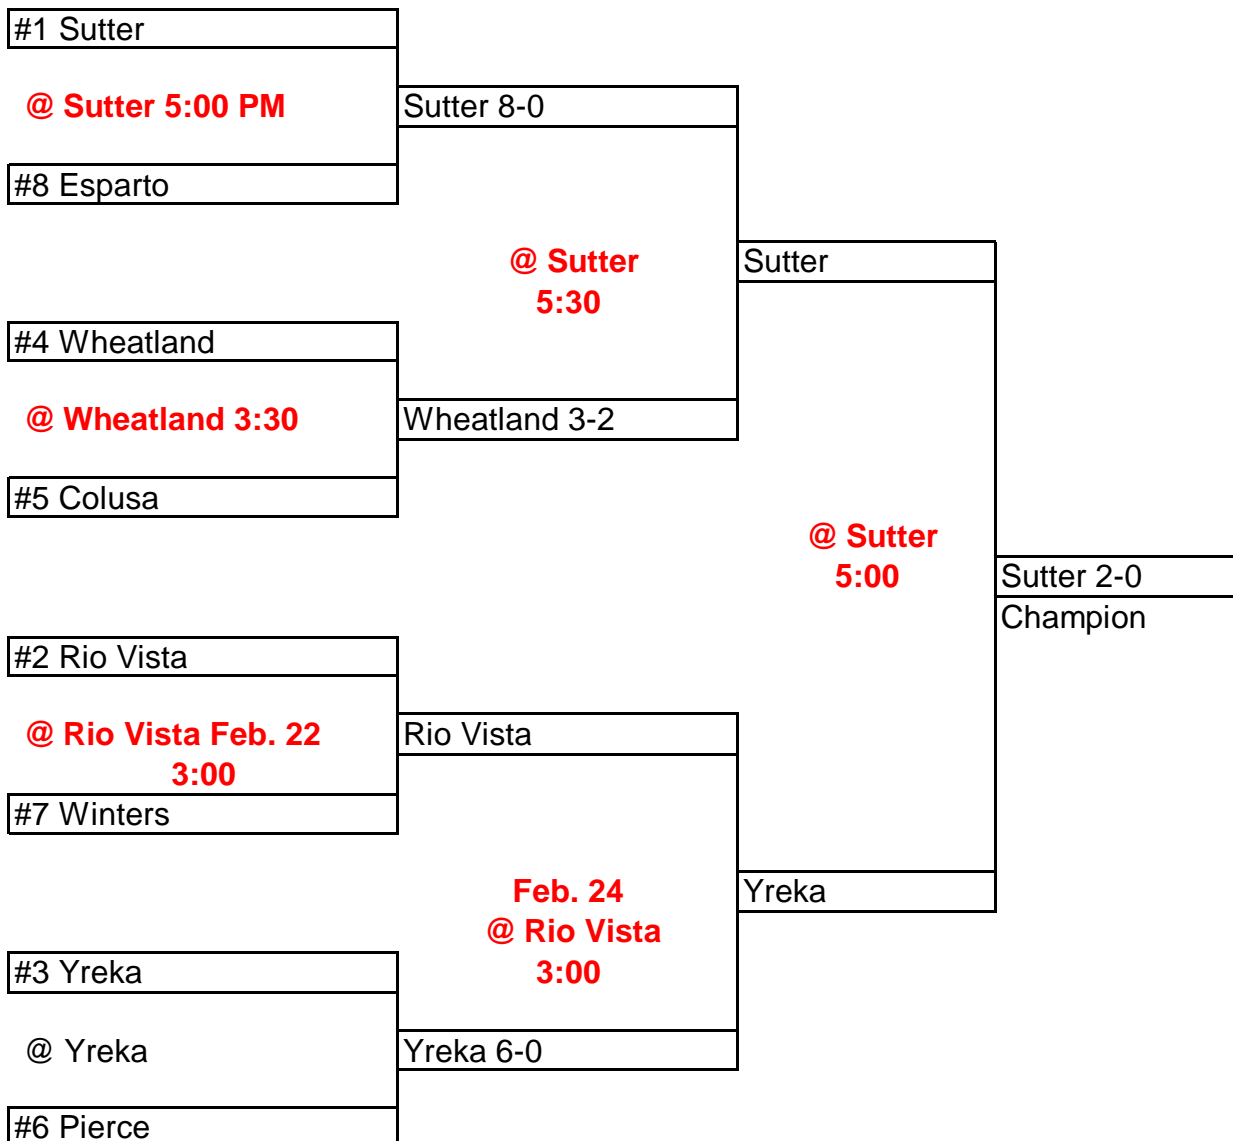 #1 Sutter
@ Sutter 5:00 PM
Sutter 8-0
#8 Esparto
@ Sutter
5:30
Sutter
#4 Wheatland
@ Wheatland 3:30
Wheatland 3-2
#5 Colusa
@ Sutter
5:00
Sutter 2-0
Champion
#2 Rio Vista
@ Rio Vista Feb. 22
3:00
Rio Vista
#7 Winters
Feb. 24
@ Rio Vista
3:00
Yreka
#3 Yreka
@ Yreka
Yreka 6-0
#6 Pierce